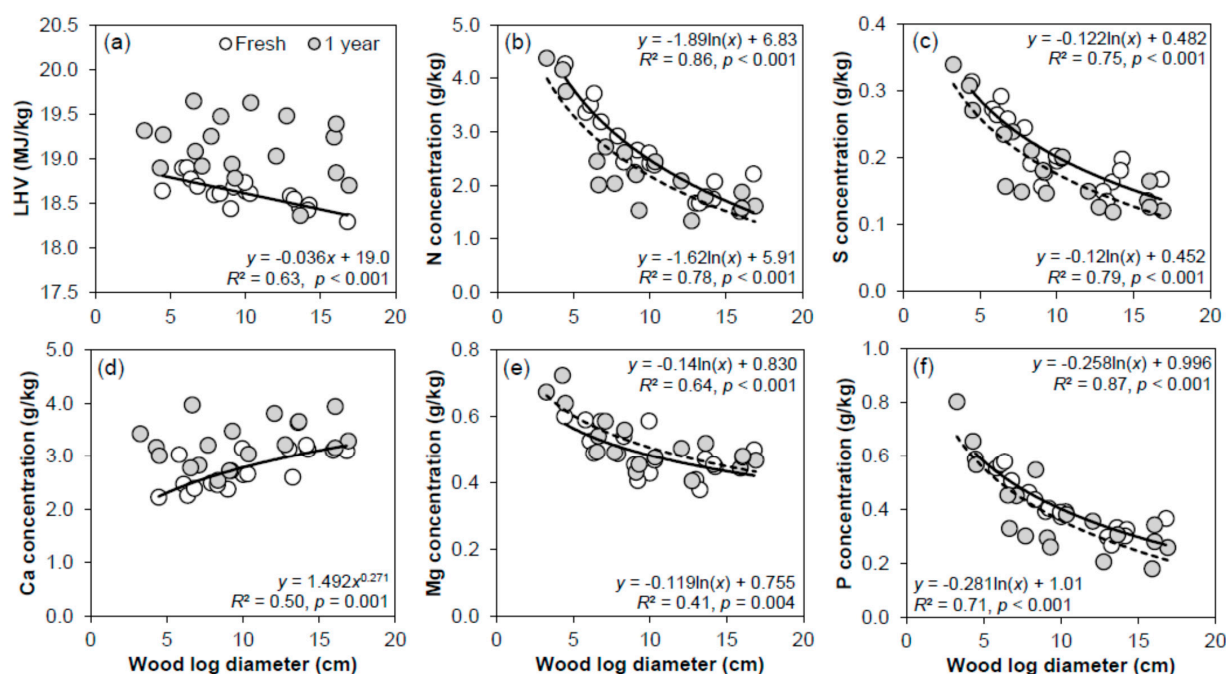 (a)
Fresh
1 year
LHV (MJ/kg)
20.5
20.0
19.5
19.0
18.5
18.0
17.5
y = -0.036x + 19.0
R² = 0.63, p < 0.001
0 5 10 15 20
(b)
y = -1.89ln(x) + 6.83
R² = 0.86, p < 0.001
N concentration (g/kg)
5.0
4.0
3.0
2.0
1.0
0.0
y = -1.62ln(x) + 5.91
R² = 0.78, p < 0.001
0 5 10 15 20
(c)
y = -0.122ln(x) + 0.482
R² = 0.75, p < 0.001
S concentration (g/kg)
0.4
0.3
0.2
0.1
0.0
y = -0.12ln(x) + 0.452
R² = 0.79, p < 0.001
0 5 10 15 20
(d)
Ca concentration (g/kg)
5.0
4.0
3.0
2.0
1.0
0.0
y = 1.492x^0.271
R² = 0.50, p = 0.001
0 5 10 15 20
Wood log diameter (cm)
(e)
y = -0.14ln(x) + 0.830
R² = 0.64, p < 0.001
Mg concentration (g/kg)
0.8
0.6
0.4
0.2
0.0
y = -0.119ln(x) + 0.755
R² = 0.41, p = 0.004
0 5 10 15 20
Wood log diameter (cm)
(f)
y = -0.258ln(x) + 0.996
R² = 0.87, p < 0.001
P concentration (g/kg)
1.0
0.8
0.6
0.4
0.2
0.0
y = -0.281ln(x) + 1.01
R² = 0.71, p < 0.001
0 5 10 15 20
Wood log diameter (cm)